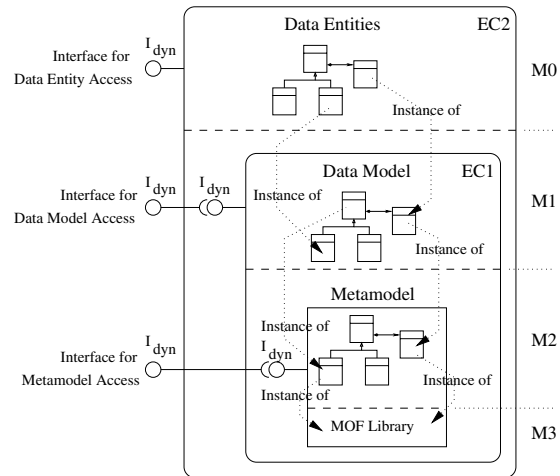 Data Entities
EC2
I dyn
Interface for
Data Entity Access
M0
Instance of
Data Model
EC1
I dyn
I dyn
Instance of
Interface for
Data Model Access
M1
Instance of
Metamodel
I dyn
I dyn
Instance of
Interface for
Metamodel Access
M2
Instance of
Instance of
MOF Library
M3